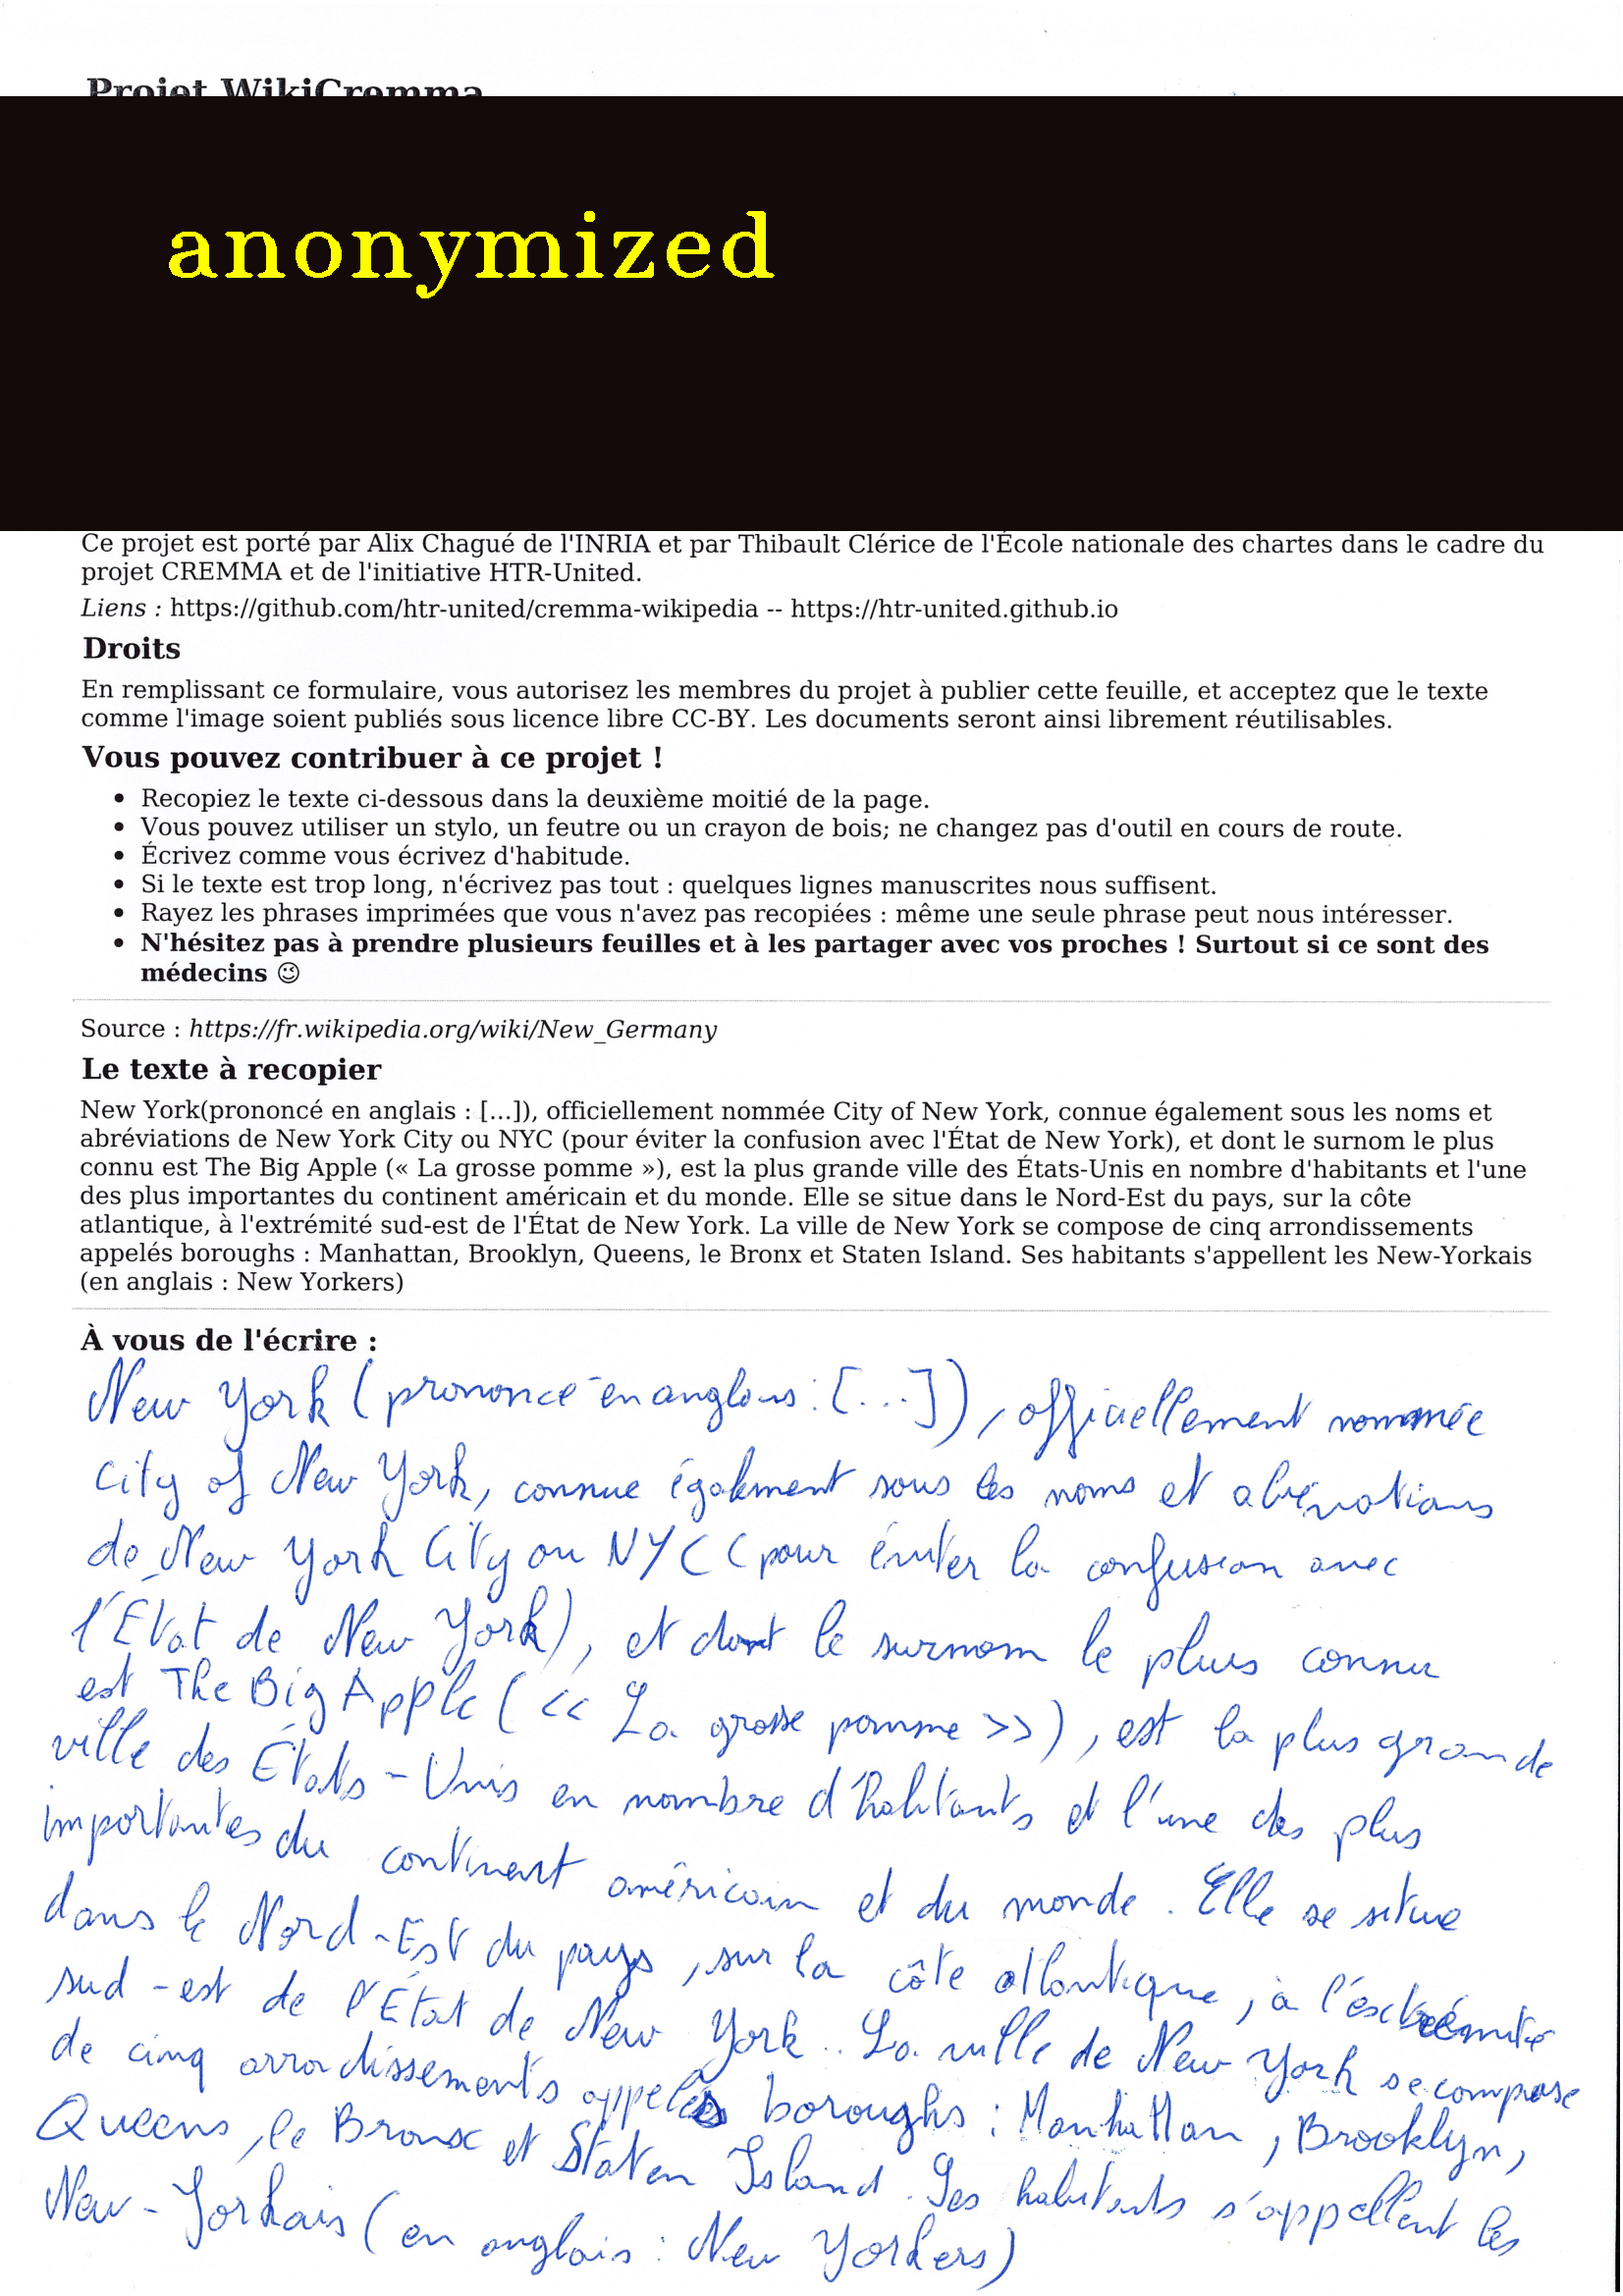 Projet WikiCremma
anonymized
Ce projet est porté par Alix Chagué de l'INRIA et par Thibault Clérice de l'École nationale des chartes dans le cadre du
projet CREMMA et de l'initiative HTR-United.
Liens : https://github.com/htr-united/cremma-wikipedia -- https://htr-united.github.io
Droits
En remplissant ce formulaire, vous autorisez les membres du projet à publier cette feuille, et acceptez que le texte
comme l'image soient publiés sous licence libre CC-BY. Les documents seront ainsi librement réutilisables.
Vous pouvez contribuer à ce projet !
• Recopiez le texte ci-dessous dans la deuxième moitié de la page.
• Vous pouvez utiliser un stylo, un feutre ou un crayon de bois; ne changez pas d'outil en cours de route.
• Écrivez comme vous écrivez d'habitude.
• Si le texte est trop long, n'écrivez pas tout : quelques lignes manuscrites nous suffisent.
• Rayez les phrases imprimées que vous n'avez pas recopiées : même une seule phrase peut nous intéresser.
• N'hésitez pas à prendre plusieurs feuilles et à les partager avec vos proches ! Surtout si ce sont des
médecins 😉
Source : https://fr.wikipedia.org/wiki/New_Germany
Le texte à recopier
New York(prononcé en anglais : [...]), officiellement nommée City of New York, connue également sous les noms et
abréviations de New York City ou NYC (pour éviter la confusion avec l'État de New York), et dont le surnom le plus
connu est The Big Apple (« La grosse pomme »), est la plus grande ville des États-Unis en nombre d'habitants et l'une
des plus importantes du continent américain et du monde. Elle se situe dans le Nord-Est du pays, sur la côte
atlantique, à l'extrémité sud-est de l'État de New York. La ville de New York se compose de cinq arrondissements
appelés boroughs : Manhattan, Brooklyn, Queens, le Bronx et Staten Island. Ses habitants s'appellent les New-Yorkais
(en anglais : New Yorkers)
À vous de l'écrire :
New York (prononcé en anglais : [...]), officiellement nommée
City of New York, connue également sous les noms et abréviations
de New York City ou NYC (pour éviter la confusion avec
l'État de New York), et dont le surnom le plus connu
est The Big Apple (<< La grosse pomme >>), est la plus grande
ville des États-Unis en nombre d'habitants et l'une des plus
importantes du continent américain et du monde. Elle se situe
dans le Nord-Est du pays, sur la côte atlantique, à l'exctrémité
sud-est de l'État de New York. La ville de New York se compose
de cinq arrondissements appelés boroughs : Manhattan, Brooklyn,
Queens, le Bronx et Staten Island. Ses habitants s'appellent les
New-Yorkais (en anglais : New Yorkers)